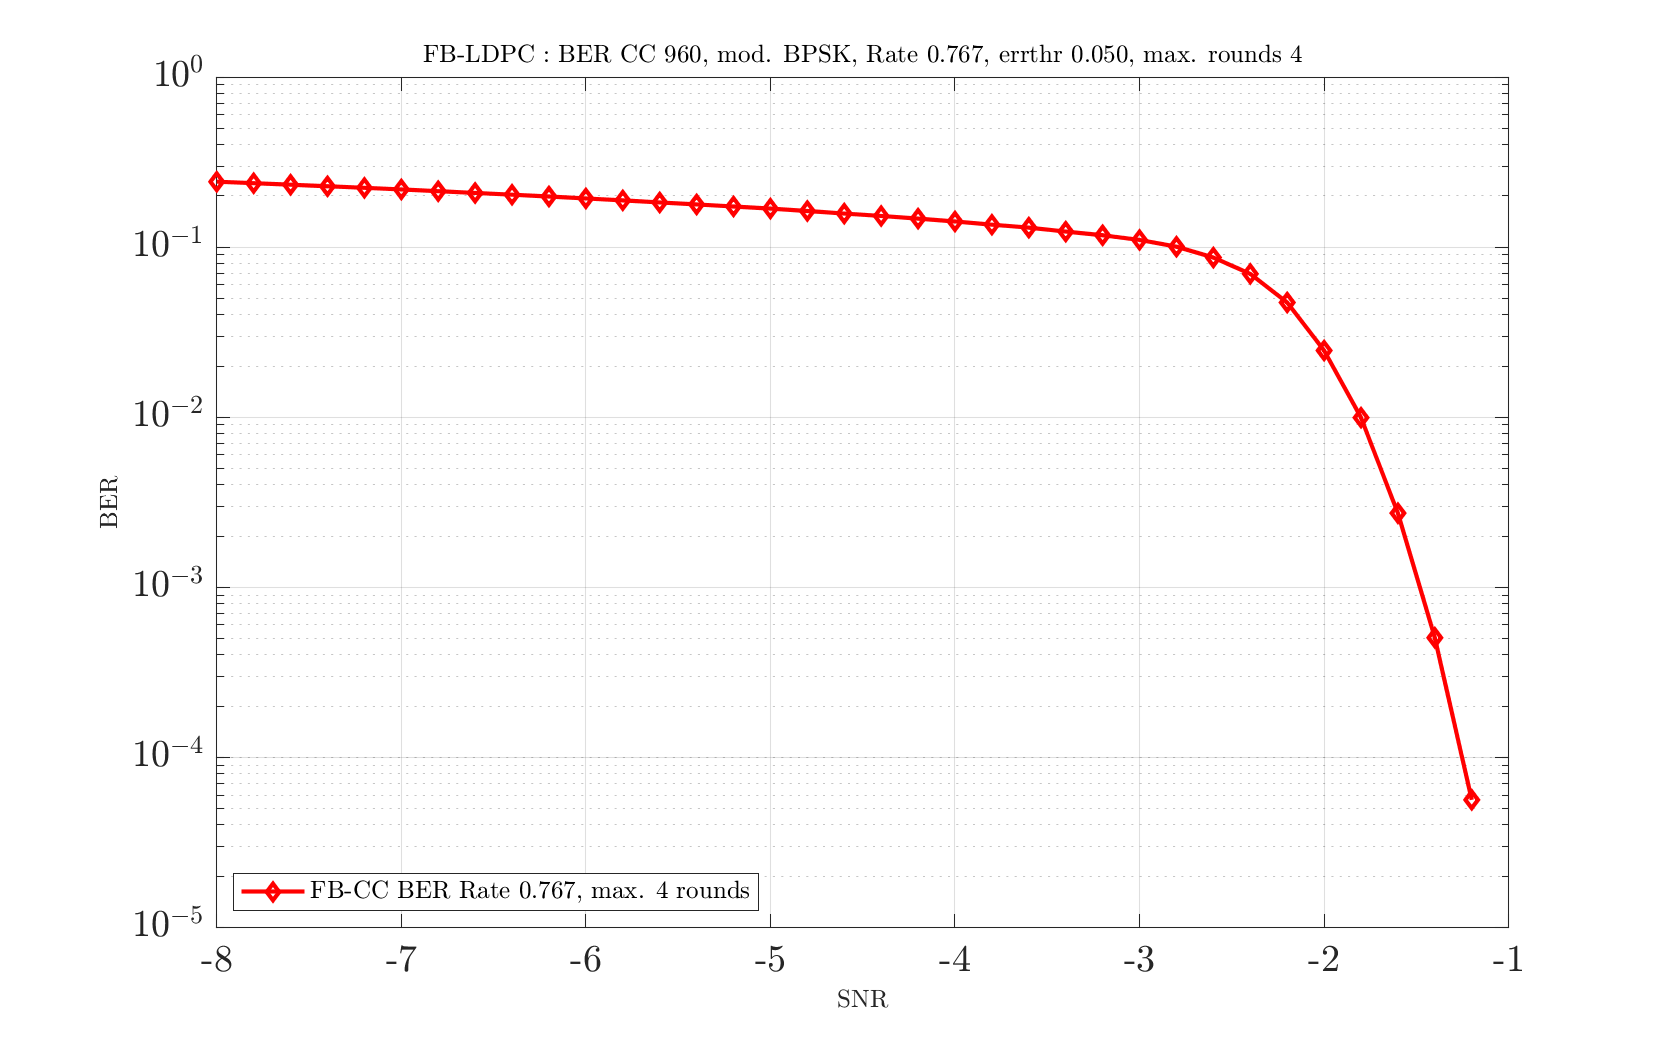 FB-LDPC : BER CC 960, mod. BPSK, Rate 0.767, errthr 0.050, max. rounds 4
10^0
10^-1
10^-2
10^-3
10^-4
10^-5
BER
FB-CC BER Rate 0.767, max. 4 rounds
-8 -7 -6 -5 -4 -3 -2 -1
SNR